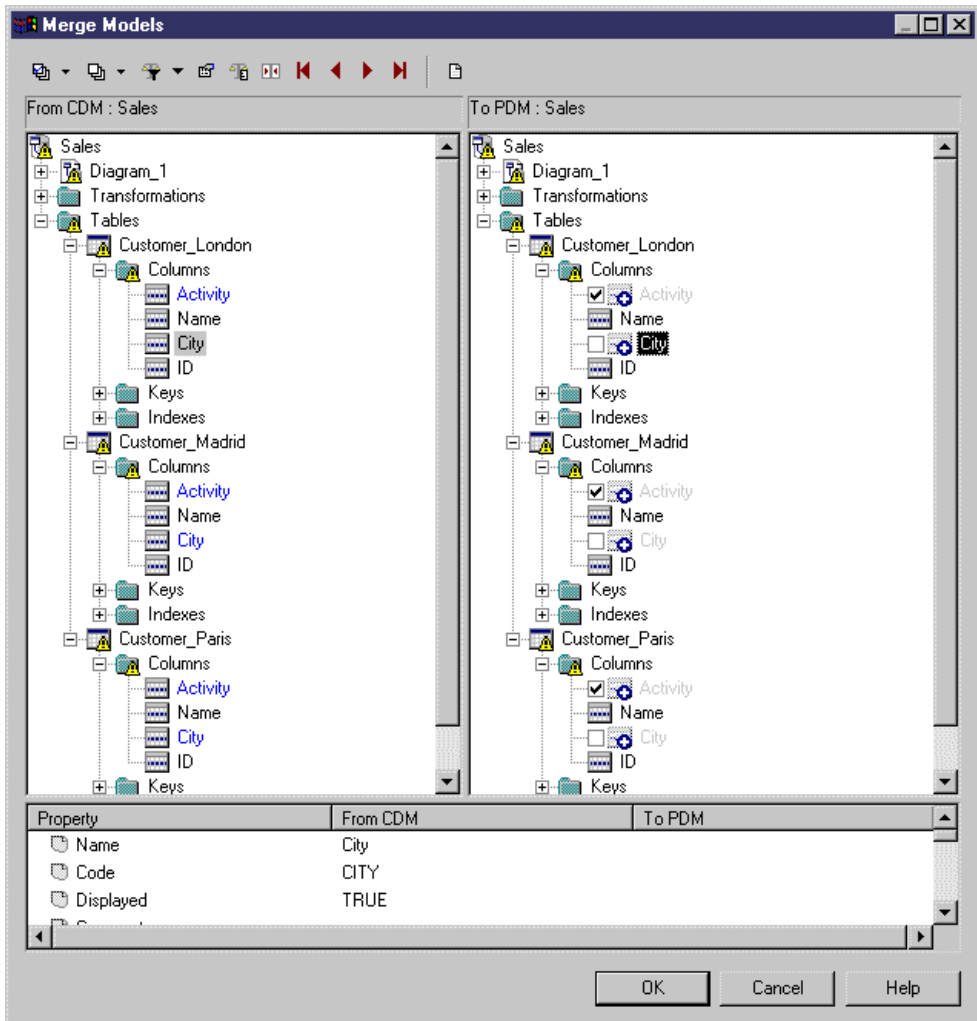 Merge Models
From CDM : Sales
To PDM : Sales
Sales
Diagram_1
Transformations
Tables
Customer_London
Columns
Activity
Name
City
ID
Keys
Indexes
Customer_Madrid
Columns
Activity
Name
City
ID
Keys
Indexes
Customer_Paris
Columns
Activity
Name
City
ID
Keys
Sales
Diagram_1
Transformations
Tables
Customer_London
Columns
Activity
Name
City
ID
Keys
Indexes
Customer_Madrid
Columns
Activity
Name
City
ID
Keys
Indexes
Customer_Paris
Columns
Activity
Name
City
ID
Keys
Property From CDM To PDM
Name City
Code CITY
Displayed TRUE
OK Cancel Help